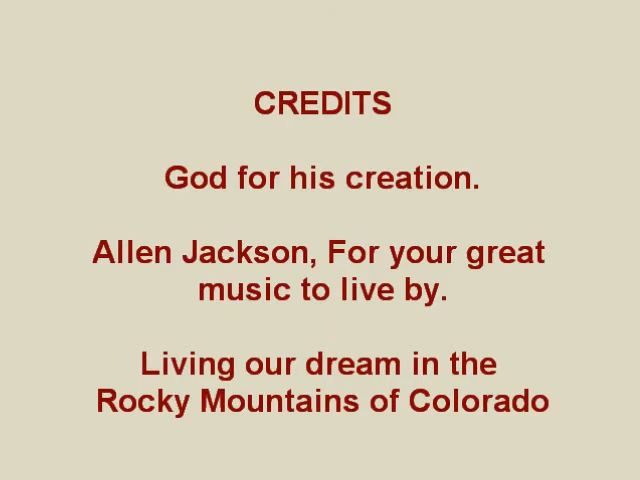 CREDITS
God for his creation.
Allen Jackson, For your great
music to live by.
Living our dream in the
Rocky Mountains of Colorado